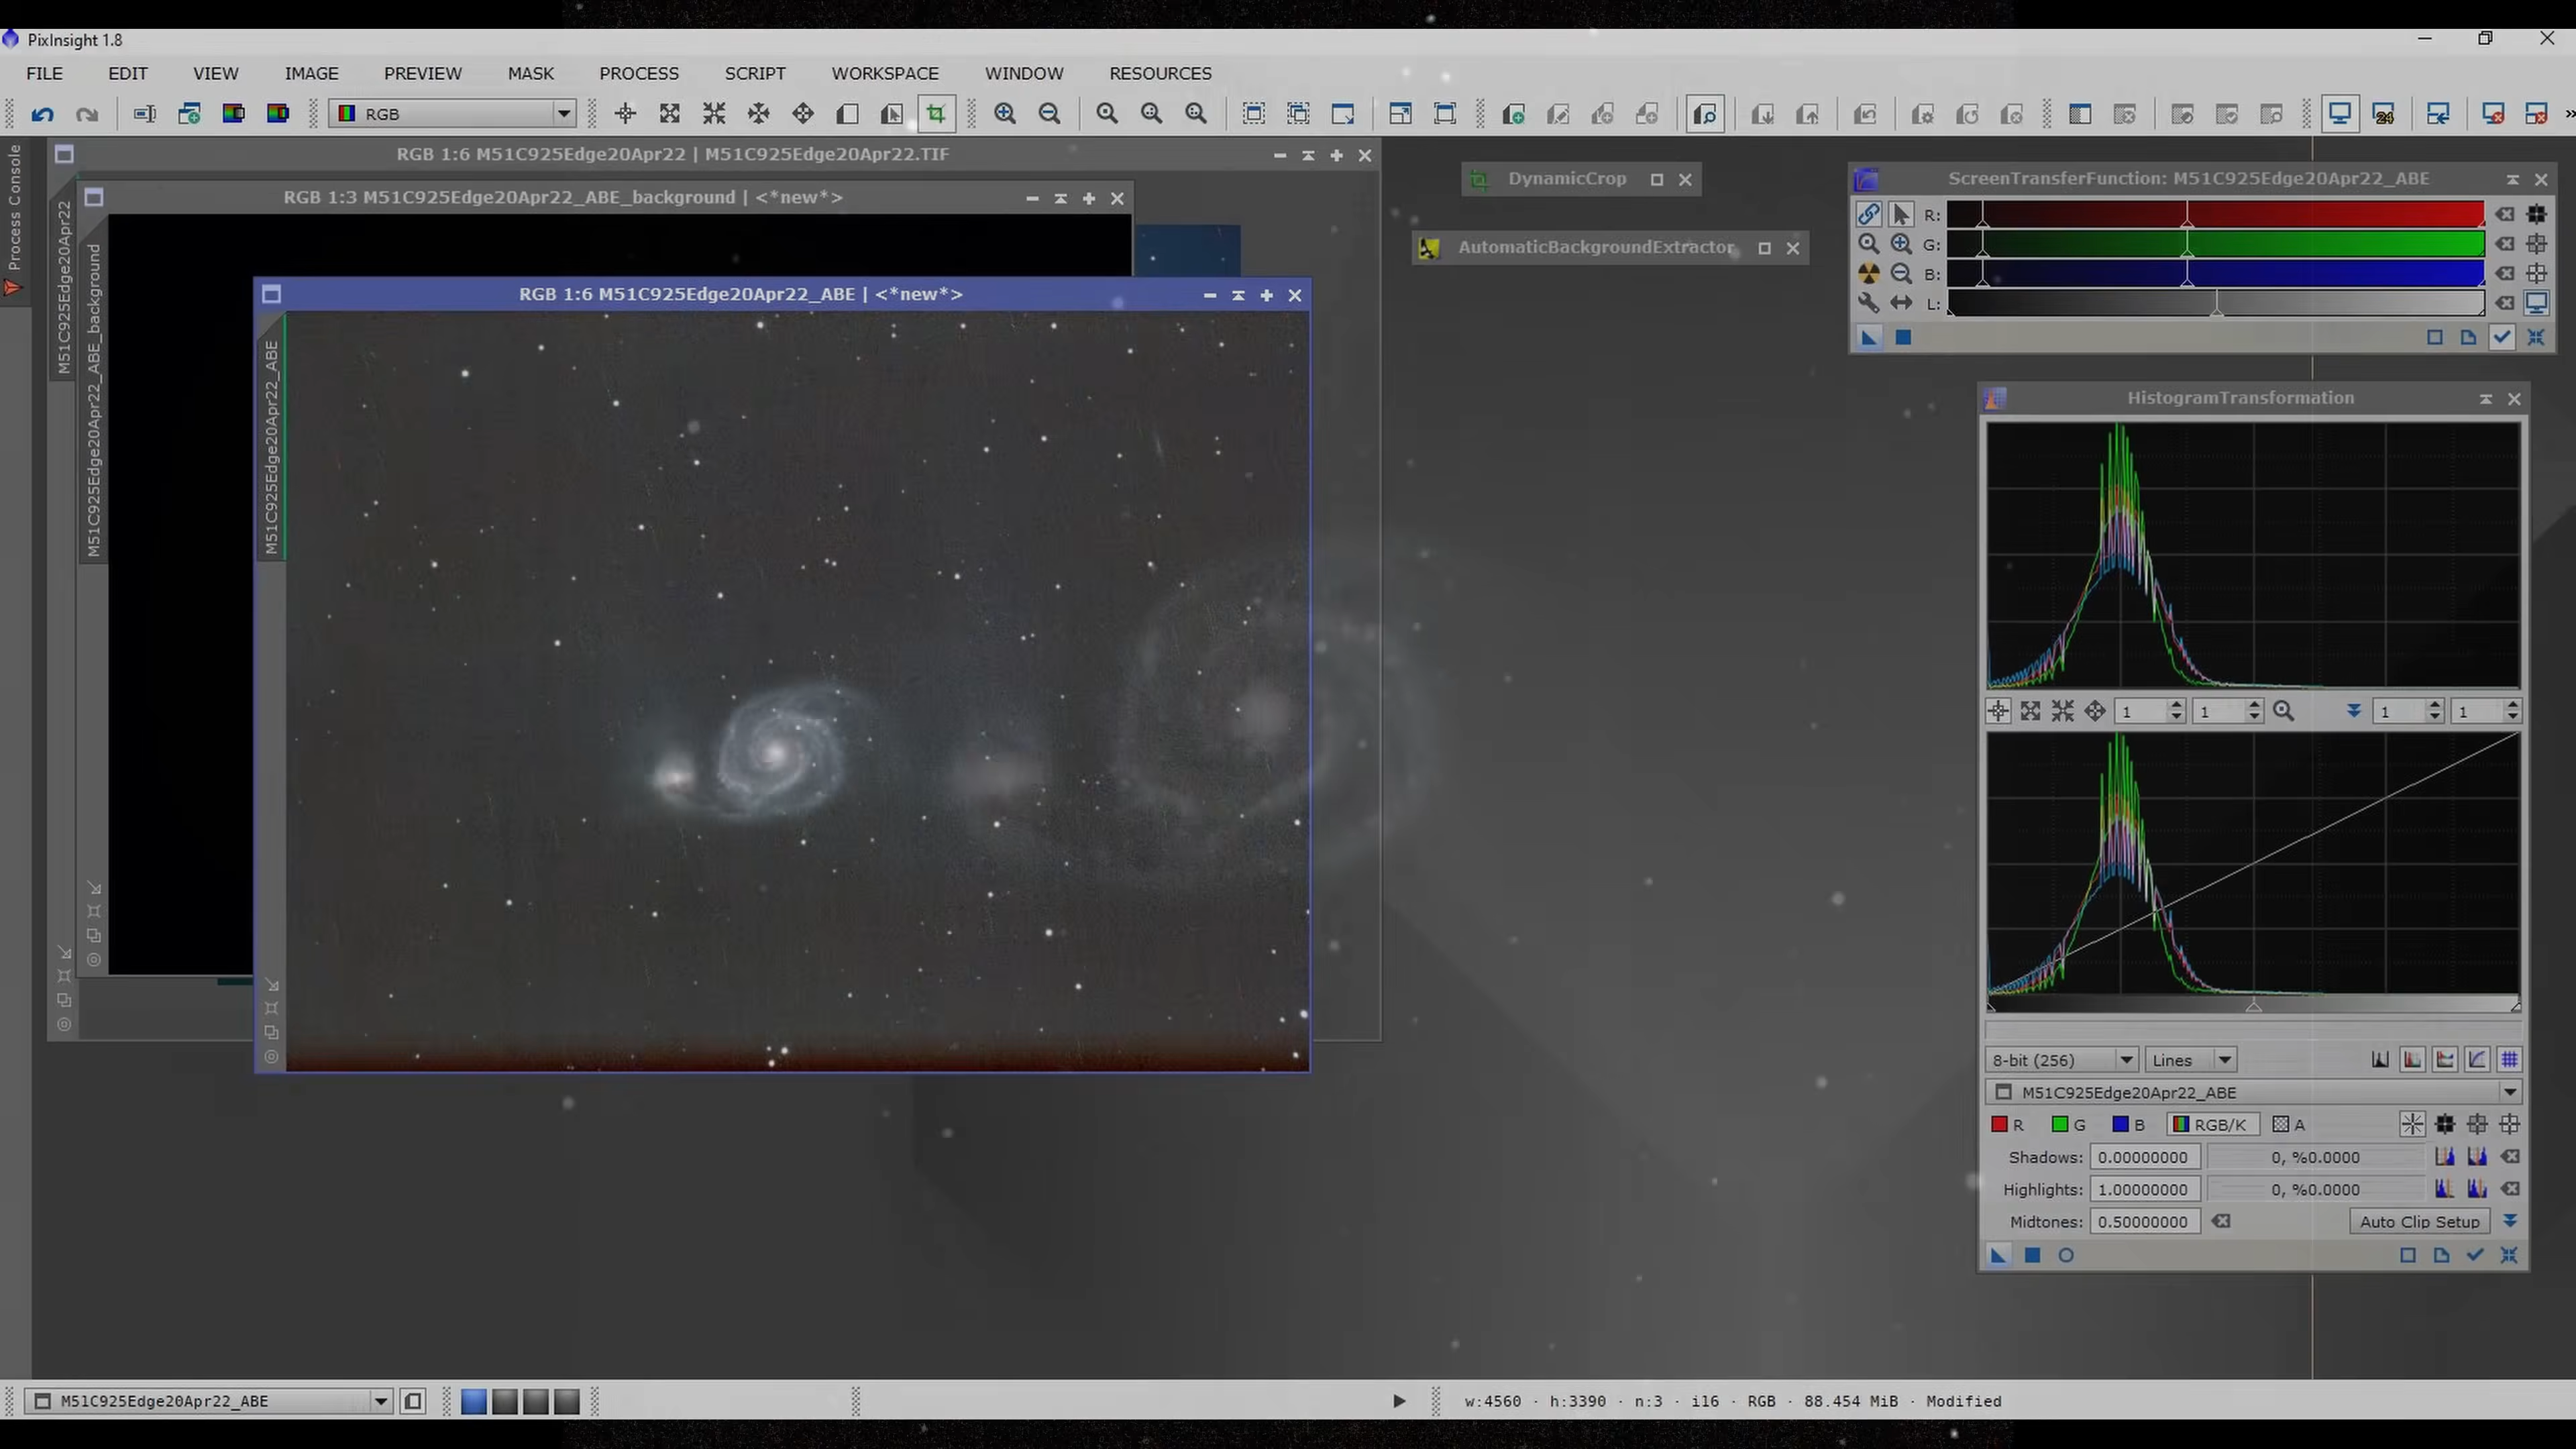 PixInsight 1.8
FILE EDIT VIEW IMAGE PREVIEW MASK PROCESS SCRIPT WORKSPACE WINDOW RESOURCES
RGB
24
Process Console
RGB 1:6 M51C925Edge20Apr22 | M51C925Edge20Apr22.TIF
M51C925Edge20Apr22
RGB 1:3 M51C925Edge20Apr22_ABE_background | <*new*>
M51C925Edge20Apr22_ABE_background
RGB 1:6 M51C925Edge20Apr22_ABE | <*new*>
M51C925Edge20Apr22_ABE
DynamicCrop
AutomaticBackgroundExtractor
ScreenTransferFunction: M51C925Edge20Apr22_ABE
R:
G:
B:
L:
HistogramTransformation
1 1 1 1
8-bit (256) Lines
M51C925Edge20Apr22_ABE
R G B RGB/K A
Shadows: 0.00000000 0, %0.0000
Highlights: 1.00000000 0, %0.0000
Midtones: 0.50000000 Auto Clip Setup
M51C925Edge20Apr22_ABE
w:4560 · h:3390 · n:3 · i16 · RGB · 88.454 MiB · Modified